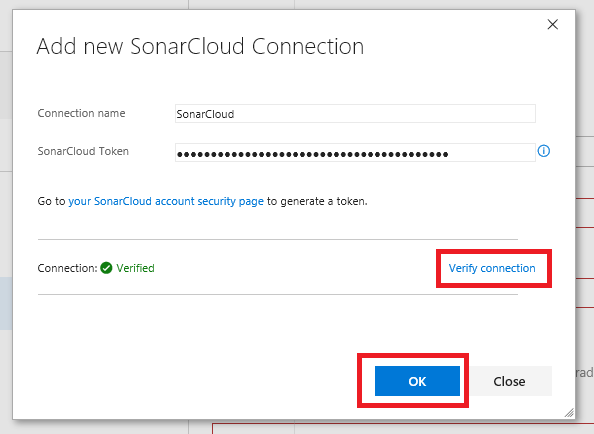 Add new SonarCloud Connection
Connection name SonarCloud
SonarCloud Token ●●●●●●●●●●●●●●●●●●●●●●●●●●●●●●●●●●●●●●●●
Go to your SonarCloud account security page to generate a token.
Connection: Verified Verify connection
OK Close
rad